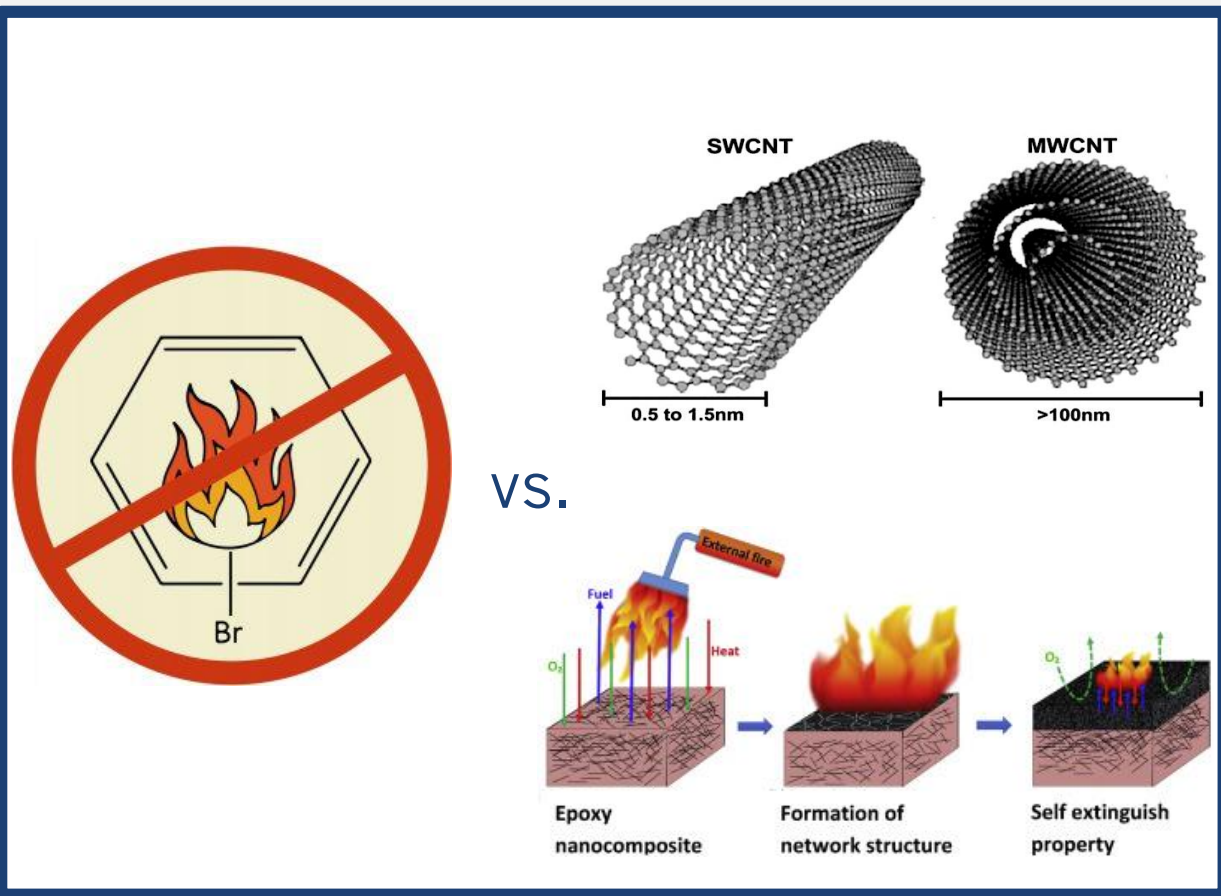 Br
vs.
SWCNT
0.5 to 1.5nm
MWCNT
>100nm
External fire
Fuel
O₂
Heat
Epoxy
nanocomposite
Formation of
network structure
O₂
Self extinguish
property